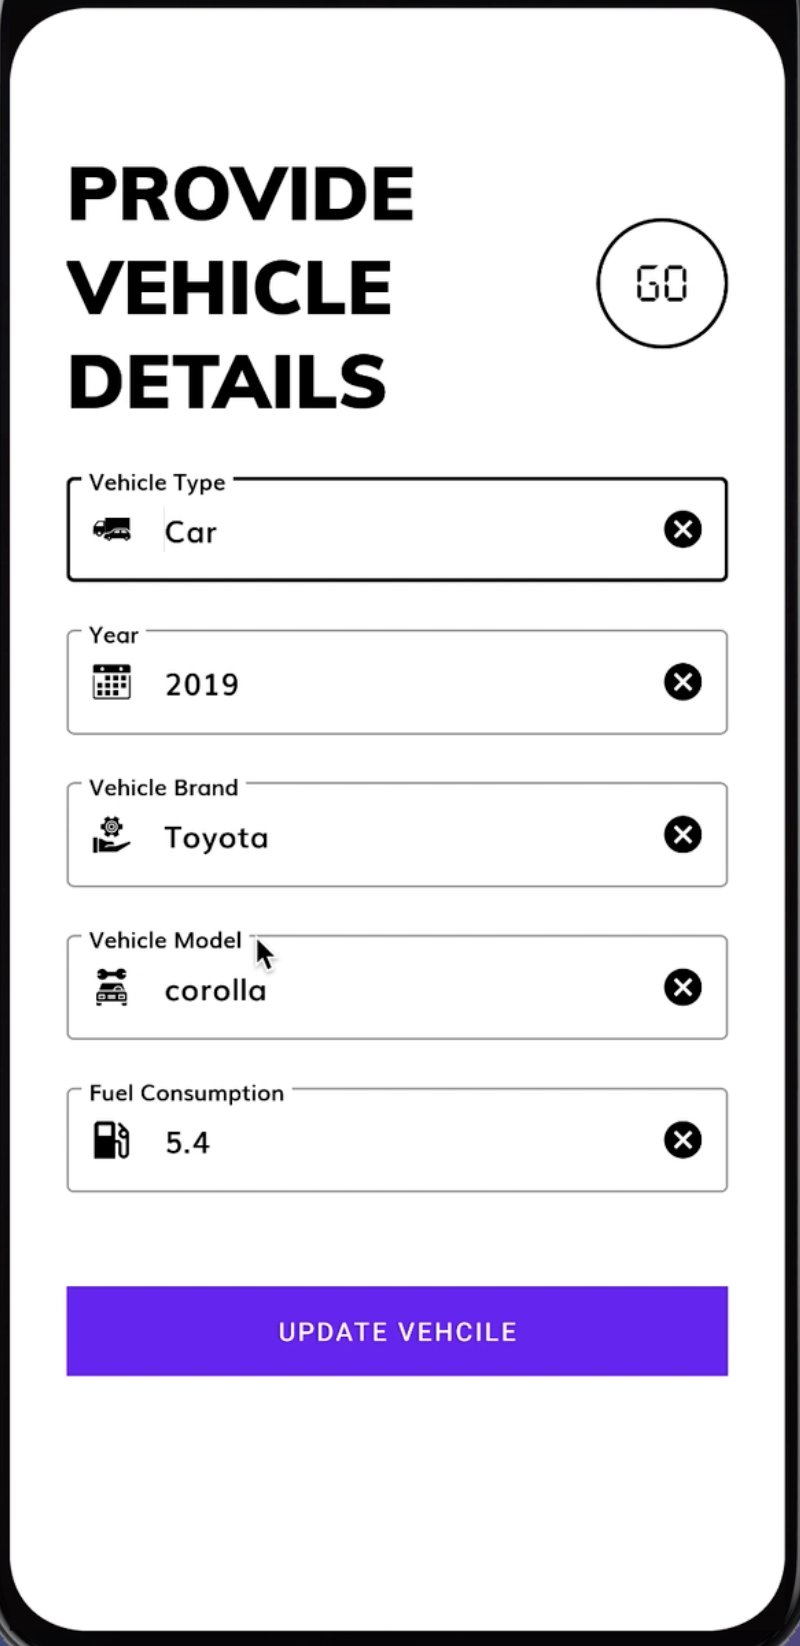 PROVIDE
VEHICLE
DETAILS
GO
Vehicle Type
Car
Year
2019
Vehicle Brand
Toyota
Vehicle Model
corolla
Fuel Consumption
5.4
UPDATE VEHCILE